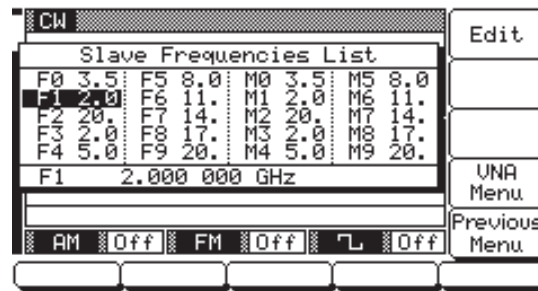 CW
Edit
Slave Frequencies List
F0 3.5 F5 8.0 M0 3.5 M5 8.0
F1 2.0 F6 11. M1 2.0 M6 11.
F2 20. F7 14. M2 20. M7 14.
F3 2.0 F8 17. M3 2.0 M8 17.
F4 5.0 F9 20. M4 5.0 M9 20.
F1 2.000 000 GHz
VNA
Menu
Previous
Menu
AM Off FM Off Off